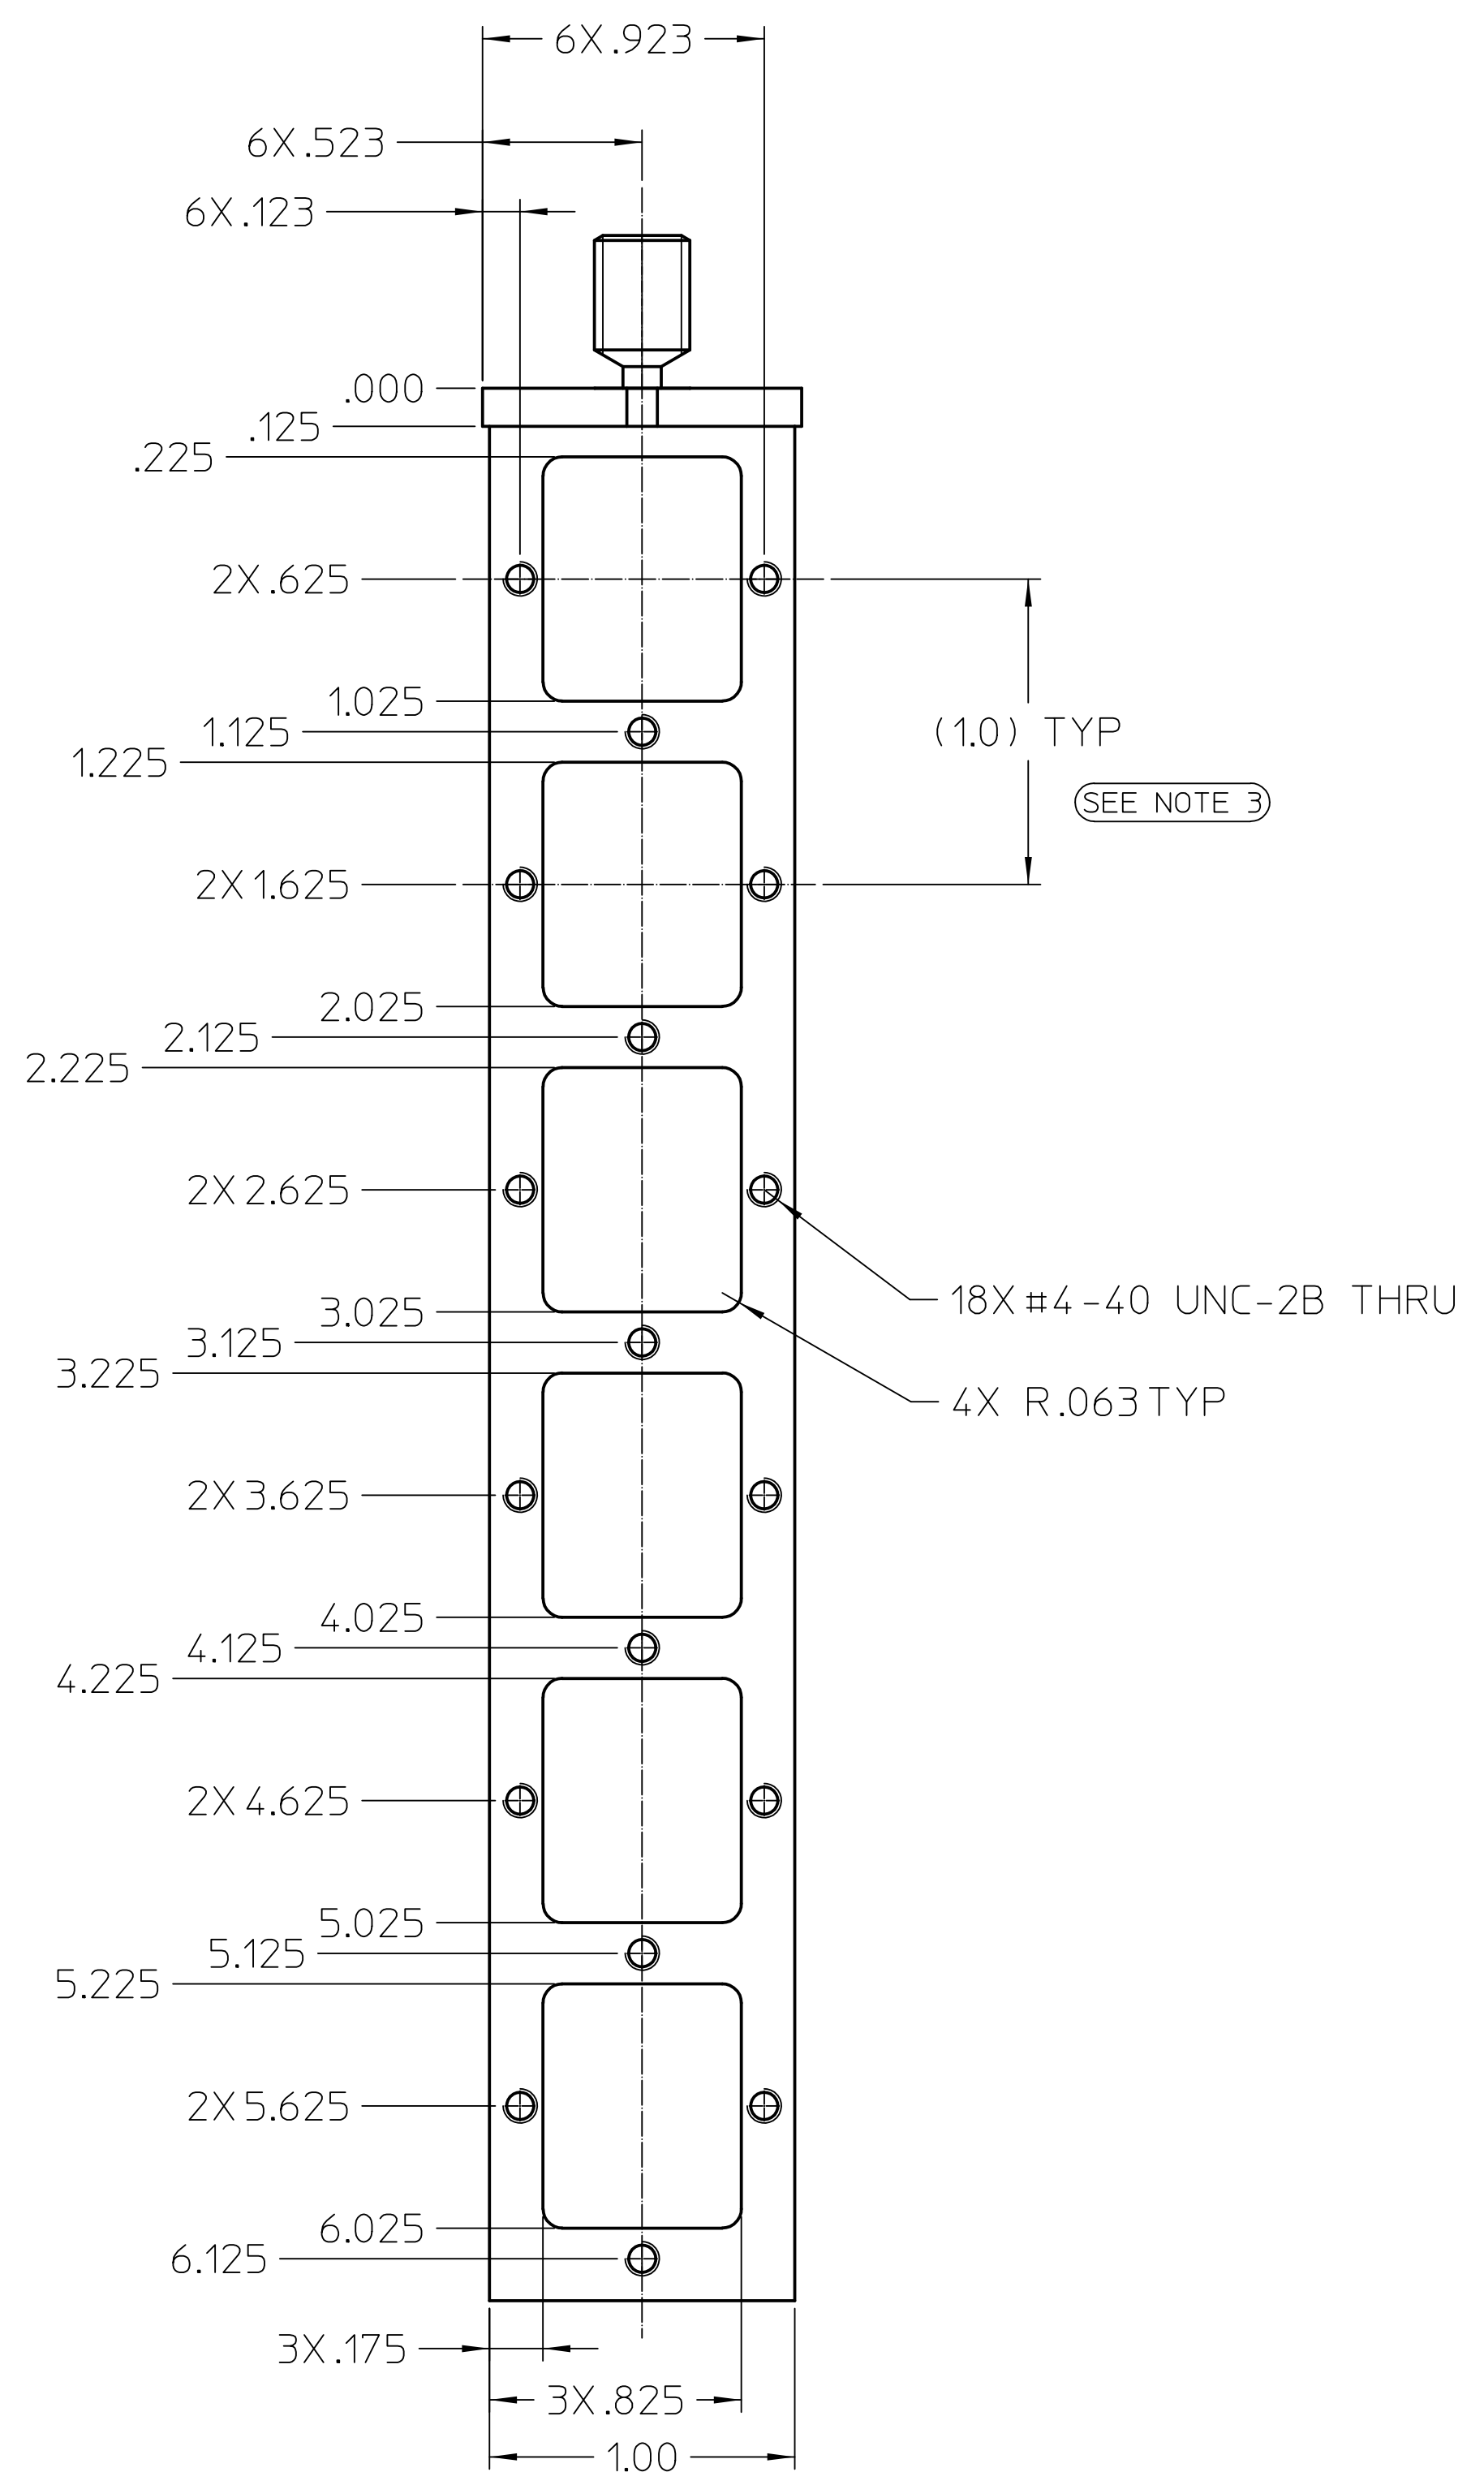 6X .923
6X .523
6X .123
.000
.125
.225
2X .625
1.025
1.125
(1.0) TYP
1.225
SEE NOTE 3
2X 1.625
2.025
2.125
2.225
2X 2.625
18X #4-40 UNC-2B THRU
3.025
3.125
3.225
4X R.063 TYP
2X 3.625
4.025
4.125
4.225
2X 4.625
5.025
5.125
5.225
2X 5.625
6.025
6.125
3X .175
3X .825
1.00